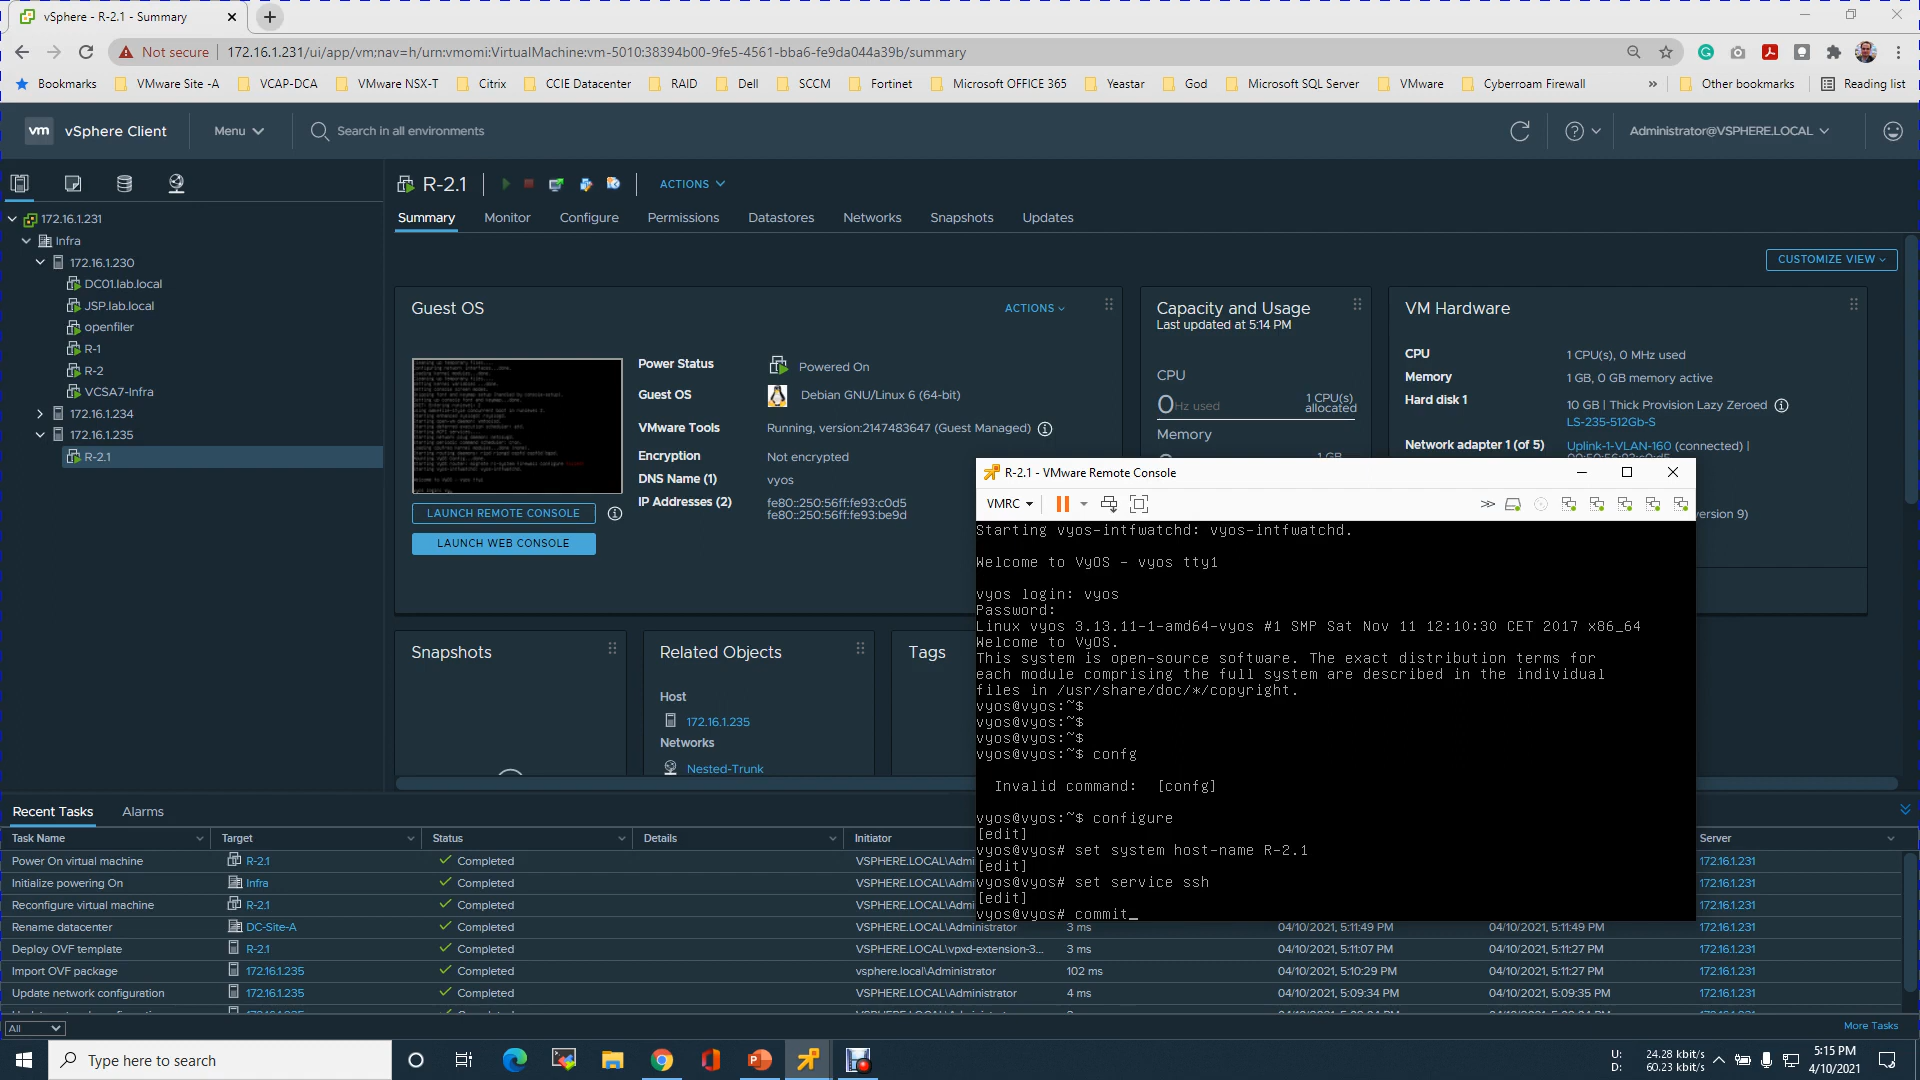 vSphere - R-2.1 - Summary
Not secure
172.16.1.231/ui/app/vm;nav=h/urn:vmomi:VirtualMachine:vm-5010:38394b00-9fe5-4561-bba6-fe9da044a39b/summary
Bookmarks
VMware Site -A
VCAP-DCA
VMware NSX-T
Citrix
CCIE Datacenter
RAID
Dell
SCCM
Fortinet
Microsoft OFFICE 365
Yeastar
God
Microsoft SQL Server
VMware
Cyberroam Firewall
Other bookmarks
Reading list
vm
vSphere Client
Menu
Search in all environments
Administrator@VSPHERE.LOCAL
172.16.1.231
Infra
172.16.1.230
DC01.lab.local
JSP.lab.local
openfiler
R-1
R-2
VCSA7-Infra
172.16.1.234
172.16.1.235
R-2.1
R-2.1
ACTIONS
Summary
Monitor
Configure
Permissions
Datastores
Networks
Snapshots
Updates
CUSTOMIZE VIEW
Guest OS
ACTIONS
Power Status
Powered On
Guest OS
Debian GNU/Linux 6 (64-bit)
VMware Tools
Running, version:2147483647 (Guest Managed)
Encryption
Not encrypted
DNS Name (1)
vyos
IP Addresses (2)
fe80::250:56ff:fe93:c0d5
fe80::250:56ff:fe93:be9d
LAUNCH REMOTE CONSOLE
LAUNCH WEB CONSOLE
Capacity and Usage
Last updated at 5:14 PM
CPU
0 Hz used
1 CPU(s)
allocated
Memory
1 GB
VM Hardware
CPU
1 CPU(s), 0 MHz used
Memory
1 GB, 0 GB memory active
Hard disk 1
10 GB | Thick Provision Lazy Zeroed
LS-235-512Gb-S
Network adapter 1 (of 5)
Uplink-1-VLAN-160 (connected) |
version 9)
Snapshots
Related Objects
Host
172.16.1.235
Networks
Nested-Trunk
Tags
R-2.1 - VMware Remote Console
VMRC
Starting vyos-intfwatchd: vyos-intfwatchd.
Welcome to VyOS - vyos tty1
vyos login: vyos
Password:
Linux vyos 3.13.11-1-amd64-vyos #1 SMP Sat Nov 11 12:10:30 CET 2017 x86_64
Welcome to VyOS.
This system is open-source software. The exact distribution terms for
each module comprising the full system are described in the individual
files in /usr/share/doc/*/copyright.
vyos@vyos:~$
vyos@vyos:~$
vyos@vyos:~$
vyos@vyos:~$ confg
Invalid command: [confg]
vyos@vyos:~$ configure
[edit]
vyos@vyos# set system host-name R-2.1
[edit]
vyos@vyos# set service ssh
[edit]
vyos@vyos# commit_
Recent Tasks
Alarms
Task Name
Target
Status
Details
Initiator
Server
Power On virtual machine
R-2.1
Completed
VSPHERE.LOCAL\Admi
172.16.1.231
Initialize powering On
Infra
Completed
VSPHERE.LOCAL\Admi
172.16.1.231
Reconfigure virtual machine
R-2.1
Completed
VSPHERE.LOCAL\Admi
172.16.1.231
Rename datacenter
DC-Site-A
Completed
VSPHERE.LOCAL\Administrator
3 ms
04/10/2021, 5:11:49 PM
04/10/2021, 5:11:49 PM
172.16.1.231
Deploy OVF template
R-2.1
Completed
VSPHERE.LOCAL\vpxd-extension-3...
3 ms
04/10/2021, 5:11:07 PM
04/10/2021, 5:11:27 PM
172.16.1.231
Import OVF package
172.16.1.235
Completed
vsphere.local\Administrator
102 ms
04/10/2021, 5:10:29 PM
04/10/2021, 5:11:27 PM
172.16.1.231
Update network configuration
172.16.1.235
Completed
VSPHERE.LOCAL\Administrator
4 ms
04/10/2021, 5:09:34 PM
04/10/2021, 5:09:35 PM
172.16.1.231
All
More Tasks
Type here to search
U: 24.28 kbit/s
D: 60.23 kbit/s
5:15 PM
4/10/2021